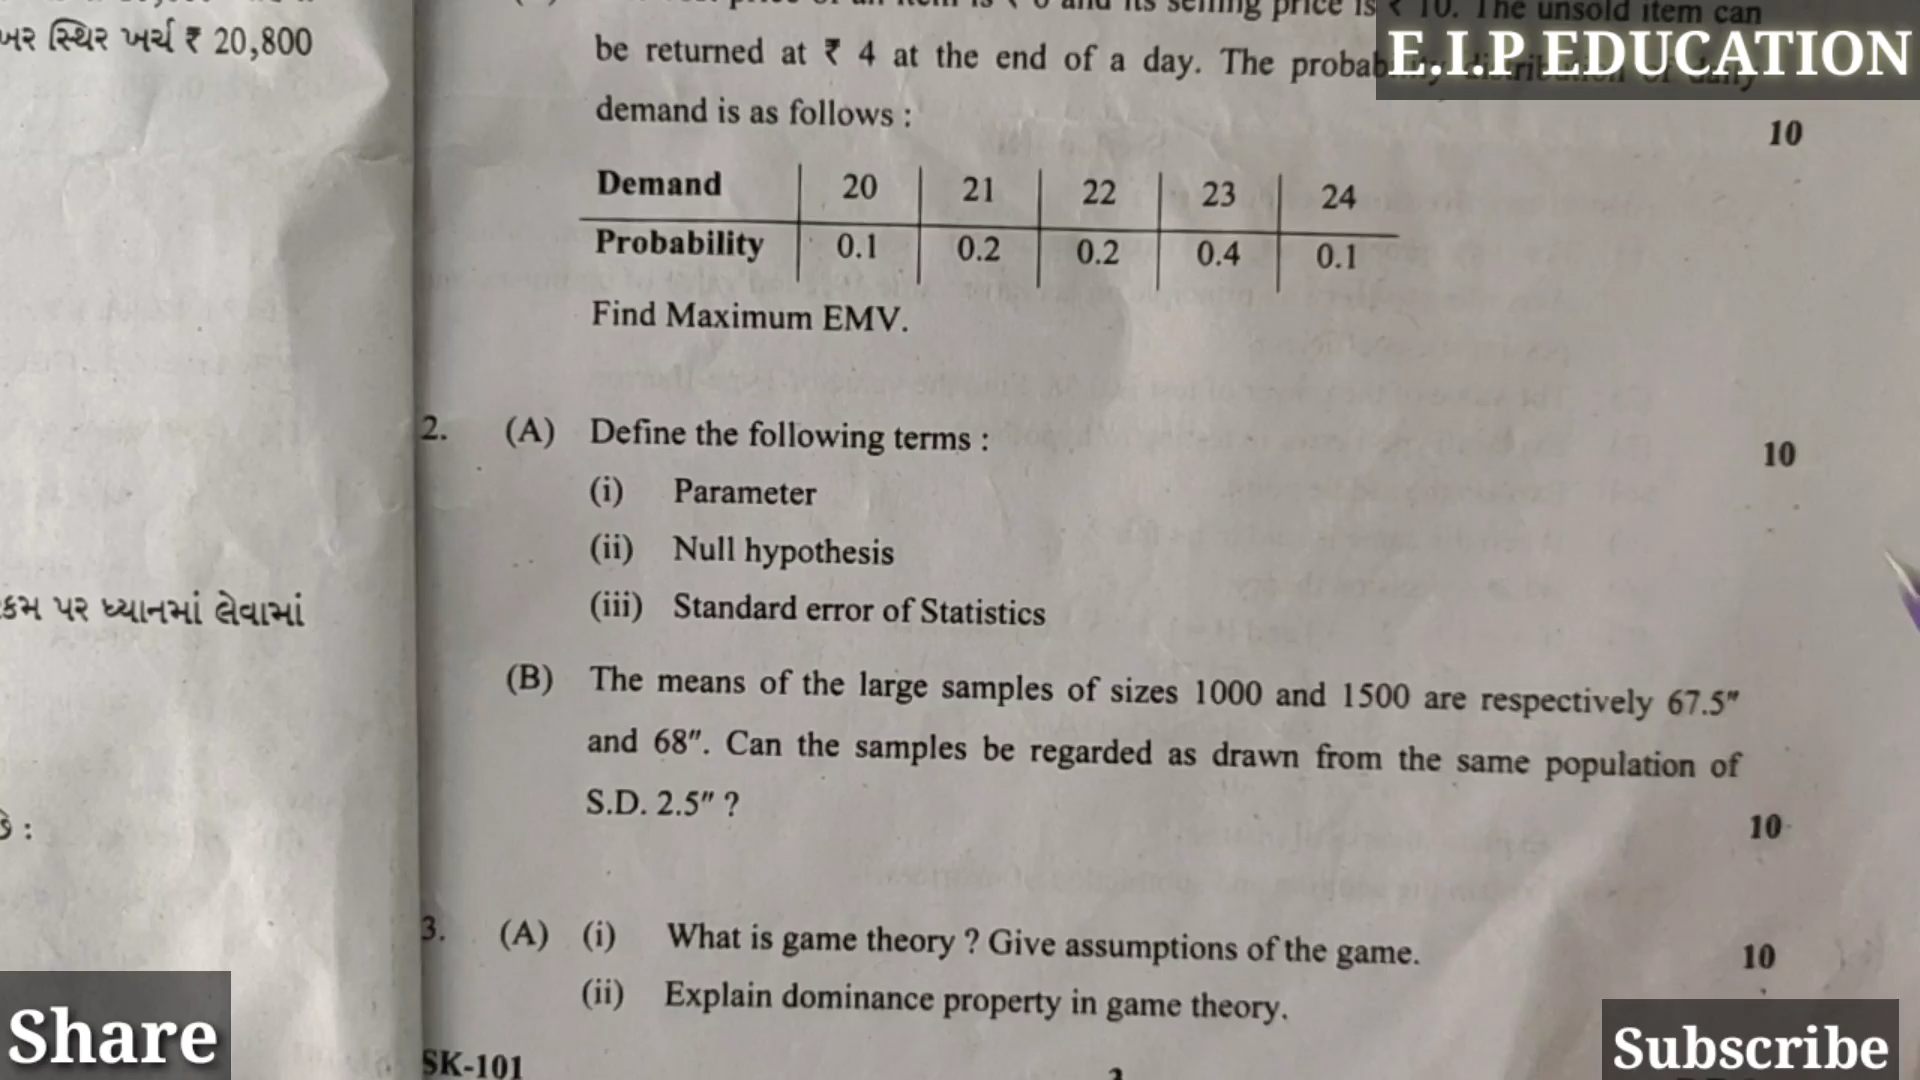 ખર સ્થિર ખર્ચ ₹ 20,800
પર ધ્યાનમાં લેવામાં
its selling price is ₹ 10. The unsold item can
be returned at ₹ 4 at the end of a day. The
E.I.P.EDUCATION
demand is as follows :
10
Demand 20 21 22 23 24
Probability 0.1 0.2 0.2 0.4 0.1
Find Maximum EMV.
2. (A) Define the following terms : 10
(i) Parameter
(ii) Null hypothesis
(iii) Standard error of Statistics
(B) The means of the large samples of sizes 1000 and 1500 are respectively 67.5″
and 68″. Can the samples be regarded as drawn from the same population of
S.D. 2.5″ ?
10
3. (A) (i) What is game theory ? Give assumptions of the game. 10
(ii) Explain dominance property in game theory.
SK-101
Share
Subscribe